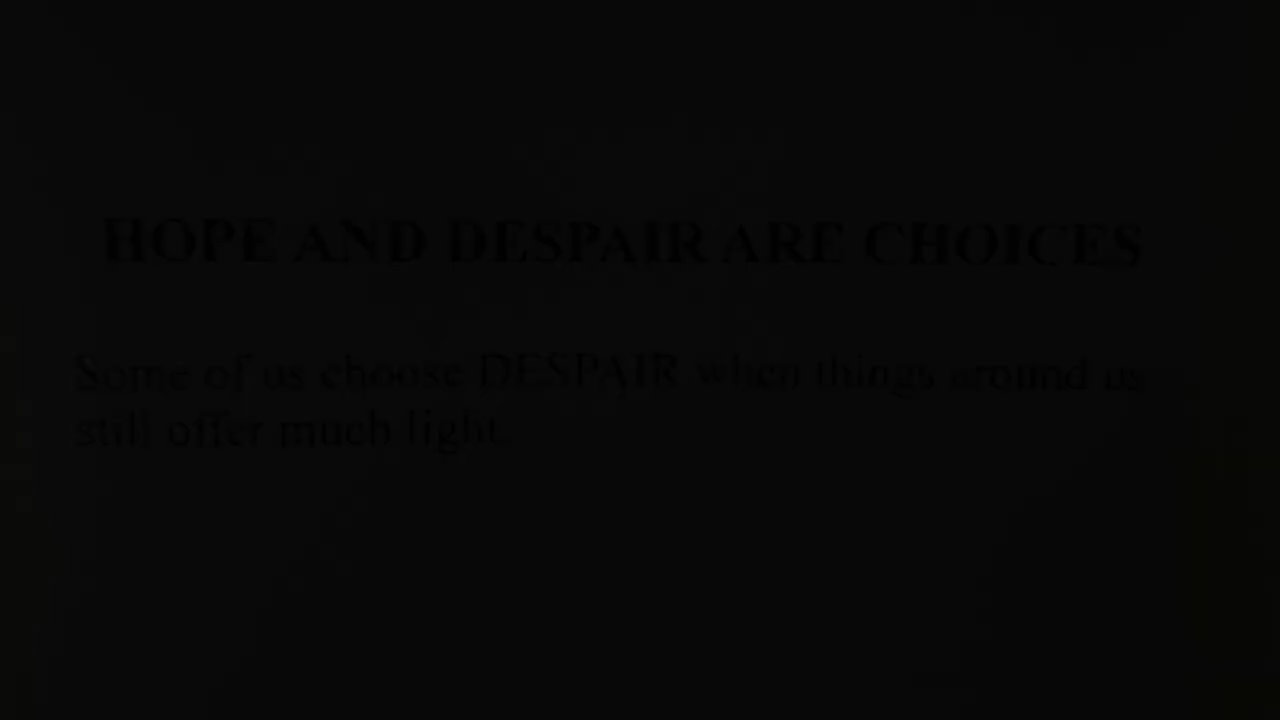 HOPE AND DESPAIR ARE CHOICES
Some of us choose DESPAIR when things around us
still offer much light.